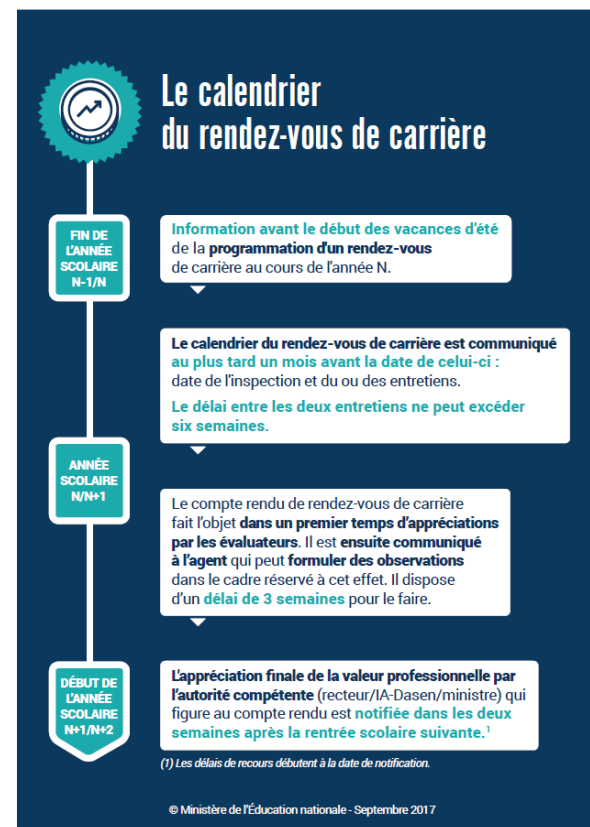 Le calendrier
du rendez-vous de carrière
FIN DE
L'ANNÉE
SCOLAIRE
N-1/N
Information avant le début des vacances d'été
de la programmation d'un rendez-vous
de carrière au cours de l'année N.
Le calendrier du rendez-vous de carrière est communiqué
au plus tard un mois avant la date de celui-ci :
date de l'inspection et du ou des entretiens.
Le délai entre les deux entretiens ne peut excéder
six semaines.
ANNÉE
SCOLAIRE
N/N+1
Le compte rendu de rendez-vous de carrière
fait l'objet dans un premier temps d'appréciations
par les évaluateurs. Il est ensuite communiqué
à l'agent qui peut formuler des observations
dans le cadre réservé à cet effet. Il dispose
d'un délai de 3 semaines pour le faire.
DÉBUT DE
L'ANNÉE
SCOLAIRE
N+1/N+2
L'appréciation finale de la valeur professionnelle par
l'autorité compétente (recteur/IA-Dasen/ministre) qui
figure au compte rendu est notifiée dans les deux
semaines après la rentrée scolaire suivante.¹
(1) Les délais de recours débutent à la date de notification.
© Ministère de l'Éducation nationale - Septembre 2017